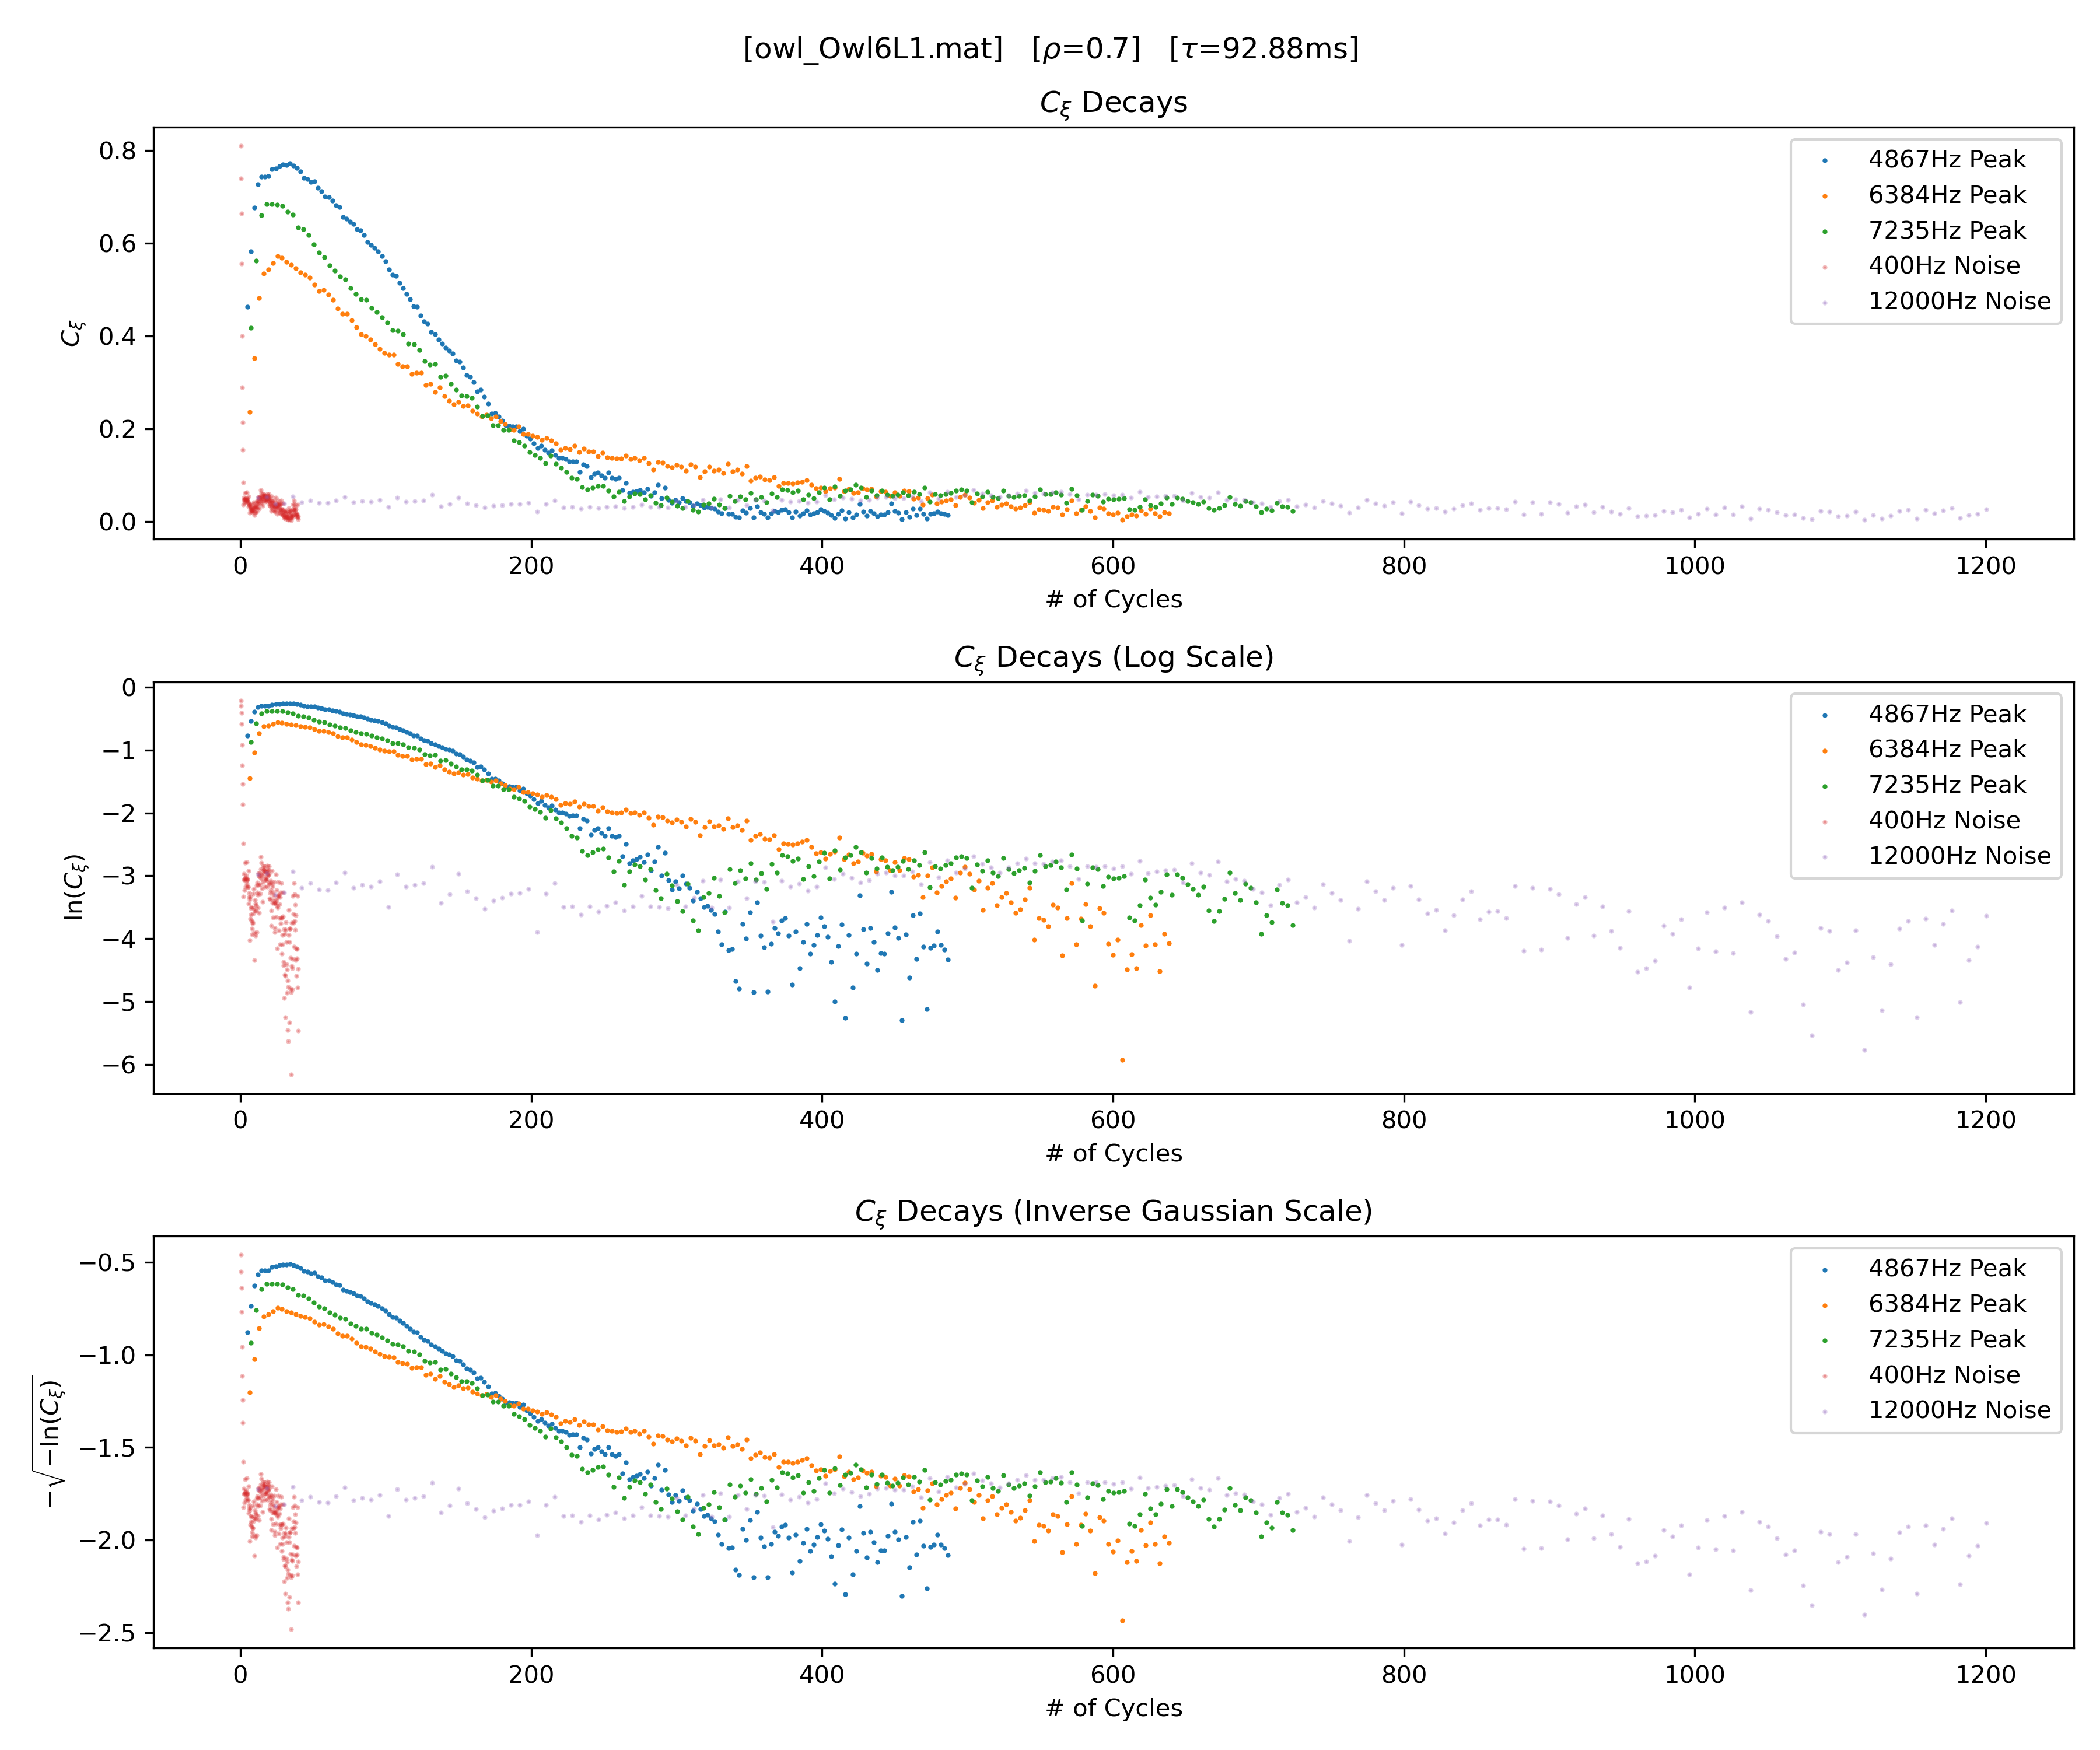 [owl_Owl6L1.mat]   [ρ=0.7]   [τ=92.88ms]
C_ξ Decays
0.8
0.6
0.4
0.2
0.0
C_ξ
4867Hz Peak
6384Hz Peak
7235Hz Peak
400Hz Noise
12000Hz Noise
0 200 400 600 800 1000 1200
# of Cycles
C_ξ Decays (Log Scale)
0
−1
−2
−3
−4
−5
−6
ln(C_ξ)
4867Hz Peak
6384Hz Peak
7235Hz Peak
400Hz Noise
12000Hz Noise
0 200 400 600 800 1000 1200
# of Cycles
C_ξ Decays (Inverse Gaussian Scale)
−0.5
−1.0
−1.5
−2.0
−2.5
−√−ln(C_ξ)
4867Hz Peak
6384Hz Peak
7235Hz Peak
400Hz Noise
12000Hz Noise
0 200 400 600 800 1000 1200
# of Cycles